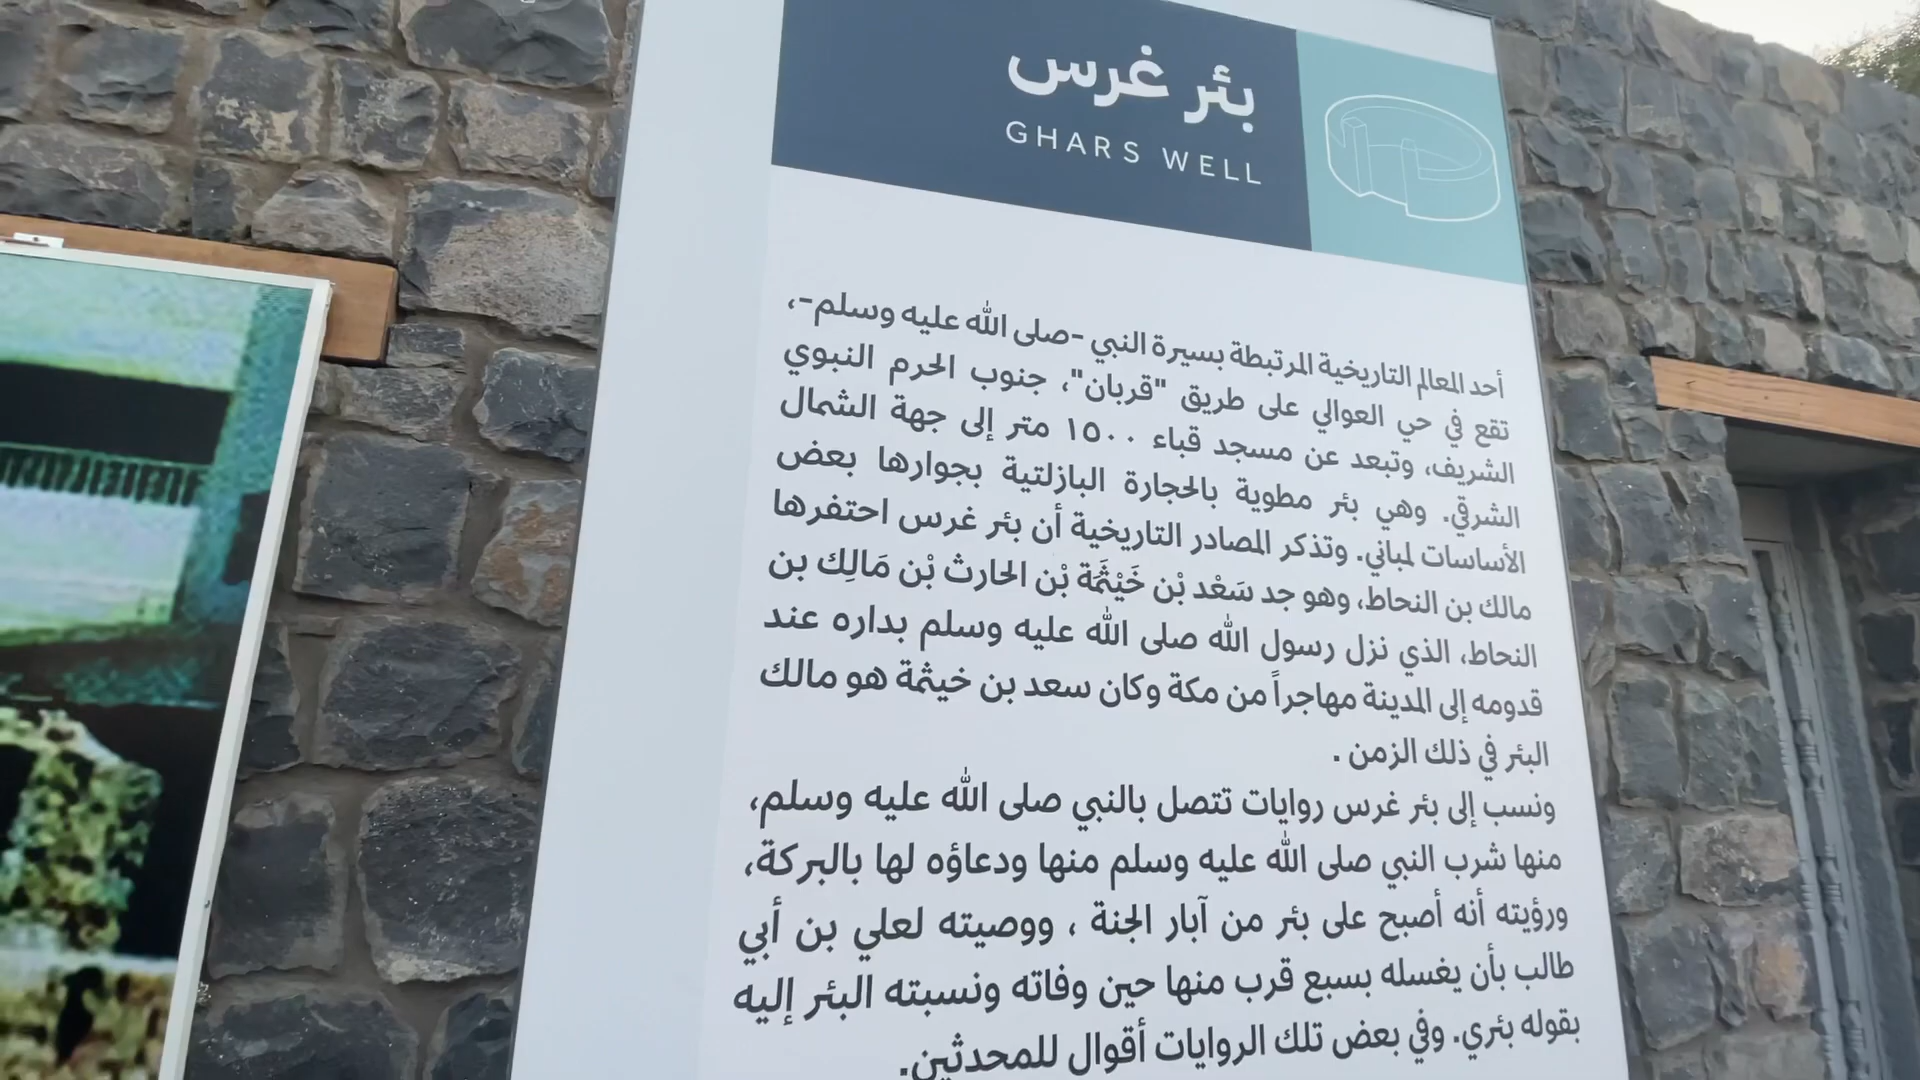 بئر غرس
GHARS WELL
أحد المعالم التاريخية المرتبطة بسيرة النبي -صلى الله عليه وسلم-،
تقع في حي العوالي على طريق "قربان"، جنوب الحرم النبوي
الشريف، وتبعد عن مسجد قباء ١٥٠٠ متر إلى جهة الشمال
الشرقي. وهي بئر مطوية بالحجارة البازلتية بجوارها بعض
الأساسات لمباني. وتذكر المصادر التاريخية أن بئر غرس احتفرها
مالك بن النحاط، وهو جد سَعْد بْن خَيْثَمَة بْن الحارث بْن مَالِك بن
النحاط، الذي نزل رسول الله صلى الله عليه وسلم بداره عند
قدومه إلى المدينة مهاجراً من مكة وكان سعد بن خيثمة هو مالك
البئر في ذلك الزمن .
ونسب إلى بئر غرس روايات تتصل بالنبي صلى الله عليه وسلم،
منها شرب النبي صلى الله عليه وسلم منها ودعاؤه لها بالبركة،
ورؤيته أنه أصبح على بئر من آبار الجنة ، ووصيته لعلي بن أبي
طالب بأن يغسله بسبع قرب منها حين وفاته ونسبته البئر إليه
بقوله بئري. وفي بعض تلك الروايات أقوال للمحدثين.